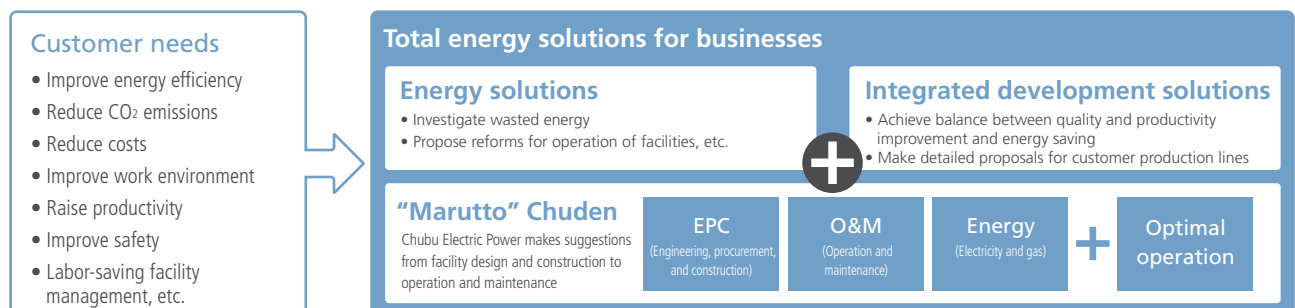 Customer needs
• Improve energy efficiency
• Reduce CO2 emissions
• Reduce costs
• Improve work environment
• Raise productivity
• Improve safety
• Labor-saving facility
management, etc.
Total energy solutions for businesses
Energy solutions
• Investigate wasted energy
• Propose reforms for operation of facilities, etc.
Integrated development solutions
• Achieve balance between quality and productivity
improvement and energy saving
• Make detailed proposals for customer production lines
“Marutto” Chuden
Chubu Electric Power makes suggestions
from facility design and construction to
operation and maintenance
EPC
(Engineering, procurement,
and construction)
O&M
(Operation and
maintenance)
Energy
(Electricity and gas)
Optimal
operation